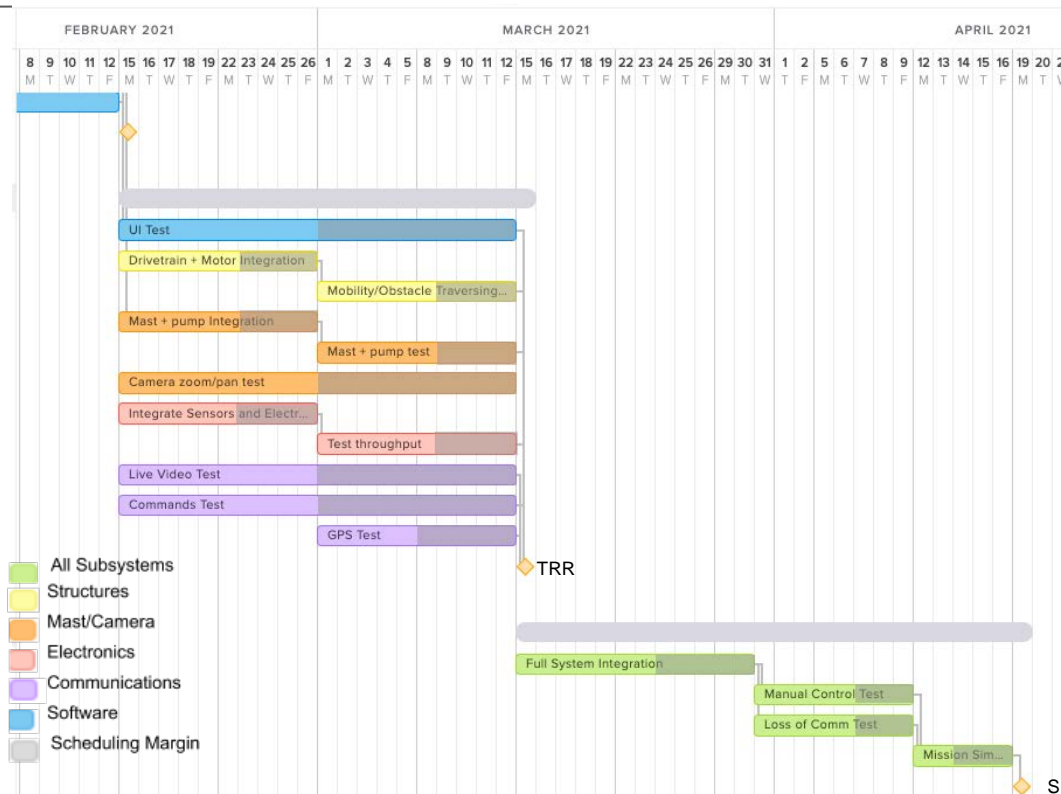 FEBRUARY 2021 MARCH 2021 APRIL 2021
8 9 10 11 12 15 16 17 18 19 22 23 24 25 26 1 2 3 4 5 8 9 10 11 12 15 16 17 18 19 22 23 24 25 26 29 30 31 1 2 5 6 7 8 9 12 13 14 15 16 19 20
M T W T F M T W T F M T W T F M T W T F M T W T F M T W T F M T W T F M T W T F M T W T F M T W T F M T
UI Test
Drivetrain + Motor Integration
Mobility/Obstacle Traversing...
Mast + pump Integration
Mast + pump test
Camera zoom/pan test
Integrate Sensors and Electr...
Test throughput
Live Video Test
Commands Test
GPS Test
TRR
All Subsystems
Structures
Mast/Camera
Electronics
Communications
Software
Scheduling Margin
Full System Integration
Manual Control Test
Loss of Comm Test
Mission Sim...
S